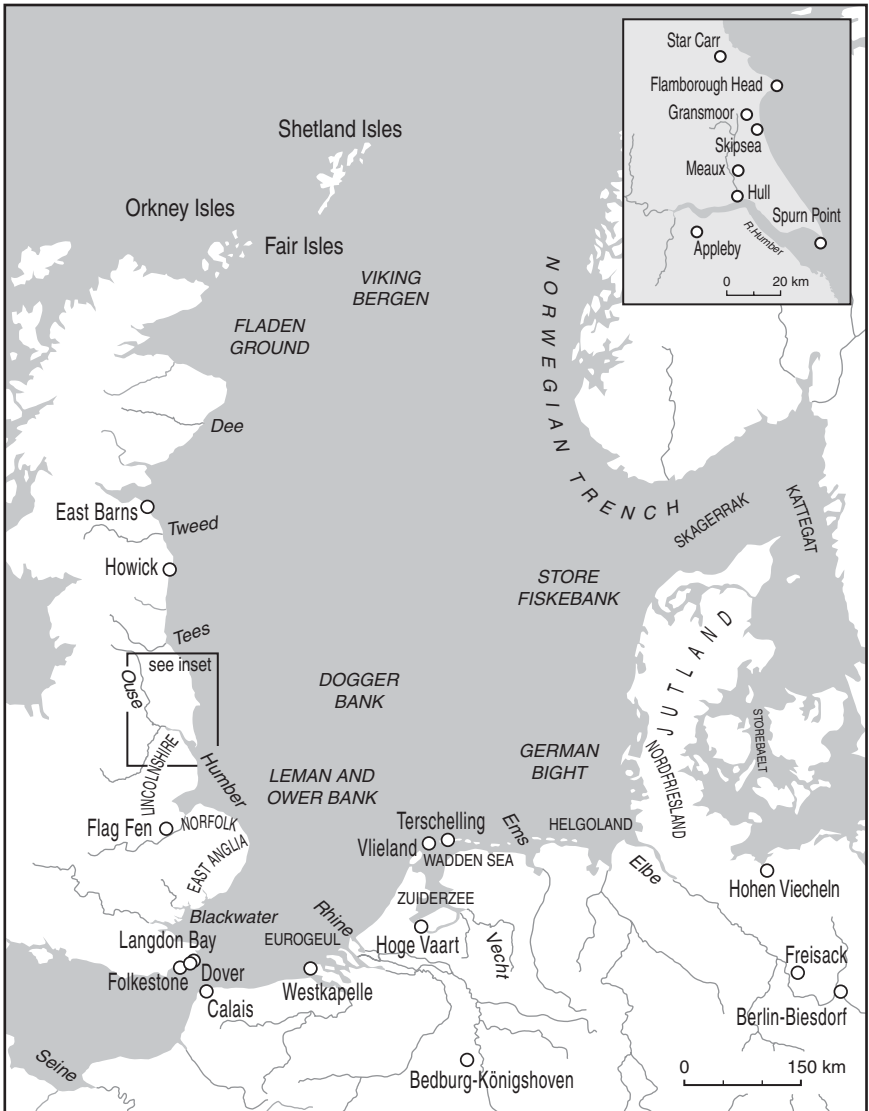 Star Carr
Flamborough Head
Gransmoor
Skipsea
Meaux
Hull
Spurn Point
Appleby
R.Humber
0 20 km
Shetland Isles
Orkney Isles
Fair Isles
VIKING
BERGEN
FLADEN
GROUND
NORWEGIAN TRENCH
Dee
East Barns
Tweed
SKAGERRAK
KATTEGAT
Howick
STORE
FISKEBANK
Tees
see inset
Ouse
JUTLAND
DOGGER
BANK
STOREBAELT
LINCOLNSHIRE
Humber
LEMAN AND
OWER BANK
GERMAN
BIGHT
NORDFRIESLAND
Flag Fen
NORFOLK
EAST ANGLIA
Terschelling
Vlieland
WADDEN SEA
Ems
HELGOLAND
Elbe
Hohen Viecheln
ZUIDERZEE
Blackwater
Rhine
EUROGEUL
Hoge Vaart
Vecht
Langdon Bay
Folkestone
Dover
Calais
Westkapelle
Freisack
Berlin-Biesdorf
Seine
Bedburg-Königshoven
0 150 km